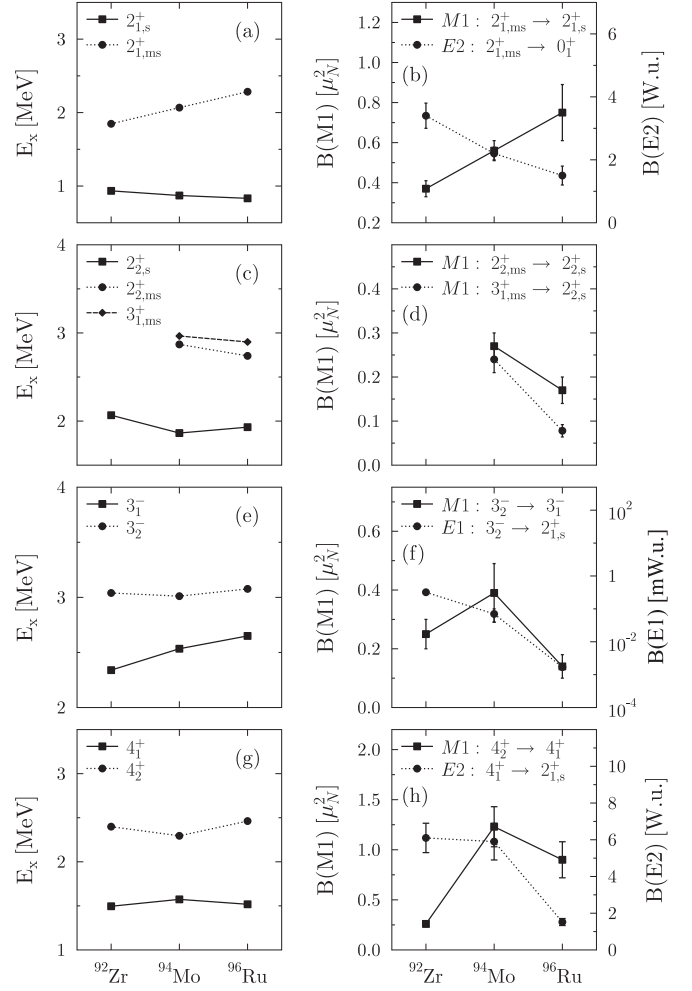 3
2
1
E_x [MeV]
2^+_{1,s}
2^+_{1,ms}
(a)
1.2
1.0
0.8
0.6
0.4
0.2
B(M1) [μ^2_N]
M1 : 2^+_{1,ms} → 2^+_{1,s}
E2 : 2^+_{1,ms} → 0^+_1
(b)
6
4
2
0
B(E2) [W.u.]
4
3
2
E_x [MeV]
2^+_{2,s}
2^+_{2,ms}
3^+_{1,ms}
(c)
0.4
0.3
0.2
0.1
0.0
B(M1) [μ^2_N]
M1 : 2^+_{2,ms} → 2^+_{2,s}
M1 : 3^+_{1,ms} → 2^+_{2,s}
(d)
4
3
2
E_x [MeV]
3^-_1
3^-_2
(e)
0.6
0.4
0.2
0.0
B(M1) [μ^2_N]
M1 : 3^-_2 → 3^-_1
E1 : 3^-_2 → 2^+_{1,s}
(f)
10^2
1
10^{-2}
10^{-4}
B(E1) [mW.u.]
3
2
1
E_x [MeV]
4^+_1
4^+_2
(g)
2.0
1.5
1.0
0.5
0.0
B(M1) [μ^2_N]
M1 : 4^+_2 → 4^+_1
E2 : 4^+_1 → 2^+_{1,s}
(h)
10
8
6
4
2
0
B(E2) [W.u.]
^{92}Zr ^{94}Mo ^{96}Ru
^{92}Zr ^{94}Mo ^{96}Ru